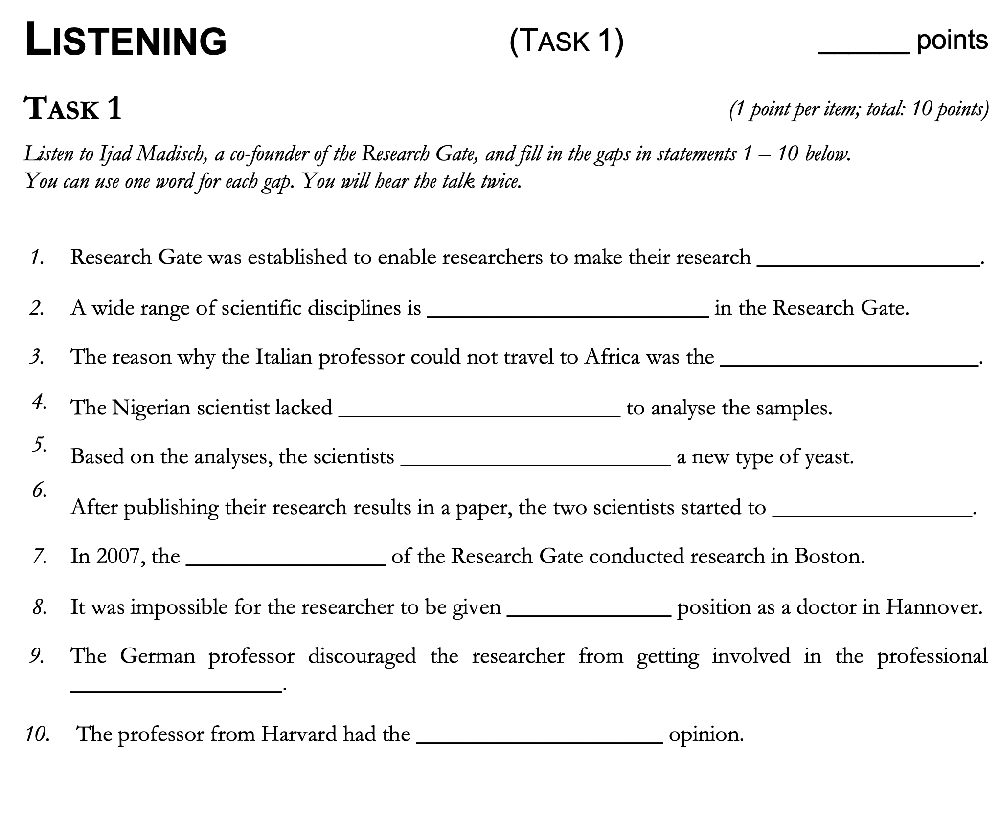 LISTENING (TASK 1) ______ points
TASK 1 (1 point per item; total: 10 points)
Listen to Ijad Madisch, a co-founder of the Research Gate, and fill in the gaps in statements 1 – 10 below.
You can use one word for each gap. You will hear the talk twice.
1. Research Gate was established to enable researchers to make their research ___________________.
2. A wide range of scientific disciplines is ________________________ in the Research Gate.
3. The reason why the Italian professor could not travel to Africa was the ______________________.
4. The Nigerian scientist lacked ________________________ to analyse the samples.
5. Based on the analyses, the scientists _______________________ a new type of yeast.
6. After publishing their research results in a paper, the two scientists started to _________________.
7. In 2007, the _________________ of the Research Gate conducted research in Boston.
8. It was impossible for the researcher to be given ______________ position as a doctor in Hannover.
9. The German professor discouraged the researcher from getting involved in the professional
__________________.
10. The professor from Harvard had the _____________________ opinion.